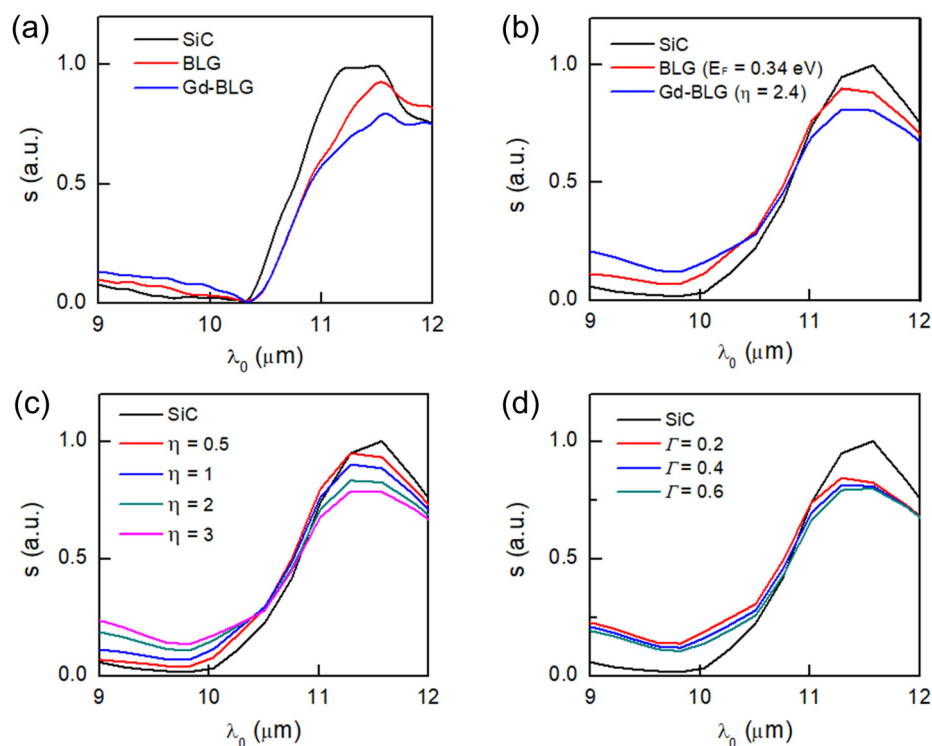 (a)
SiC
BLG
Gd-BLG
s (a.u.)
1.0
0.5
0.0
9 10 11 12
λ₀ (μm)
(b)
SiC
BLG (E_F = 0.34 eV)
Gd-BLG (η = 2.4)
s (a.u.)
1.0
0.5
0.0
9 10 11 12
λ₀ (μm)
(c)
SiC
η = 0.5
η = 1
η = 2
η = 3
s (a.u.)
1.0
0.5
0.0
9 10 11 12
λ₀ (μm)
(d)
SiC
Γ = 0.2
Γ = 0.4
Γ = 0.6
s (a.u.)
1.0
0.5
0.0
9 10 11 12
λ₀ (μm)